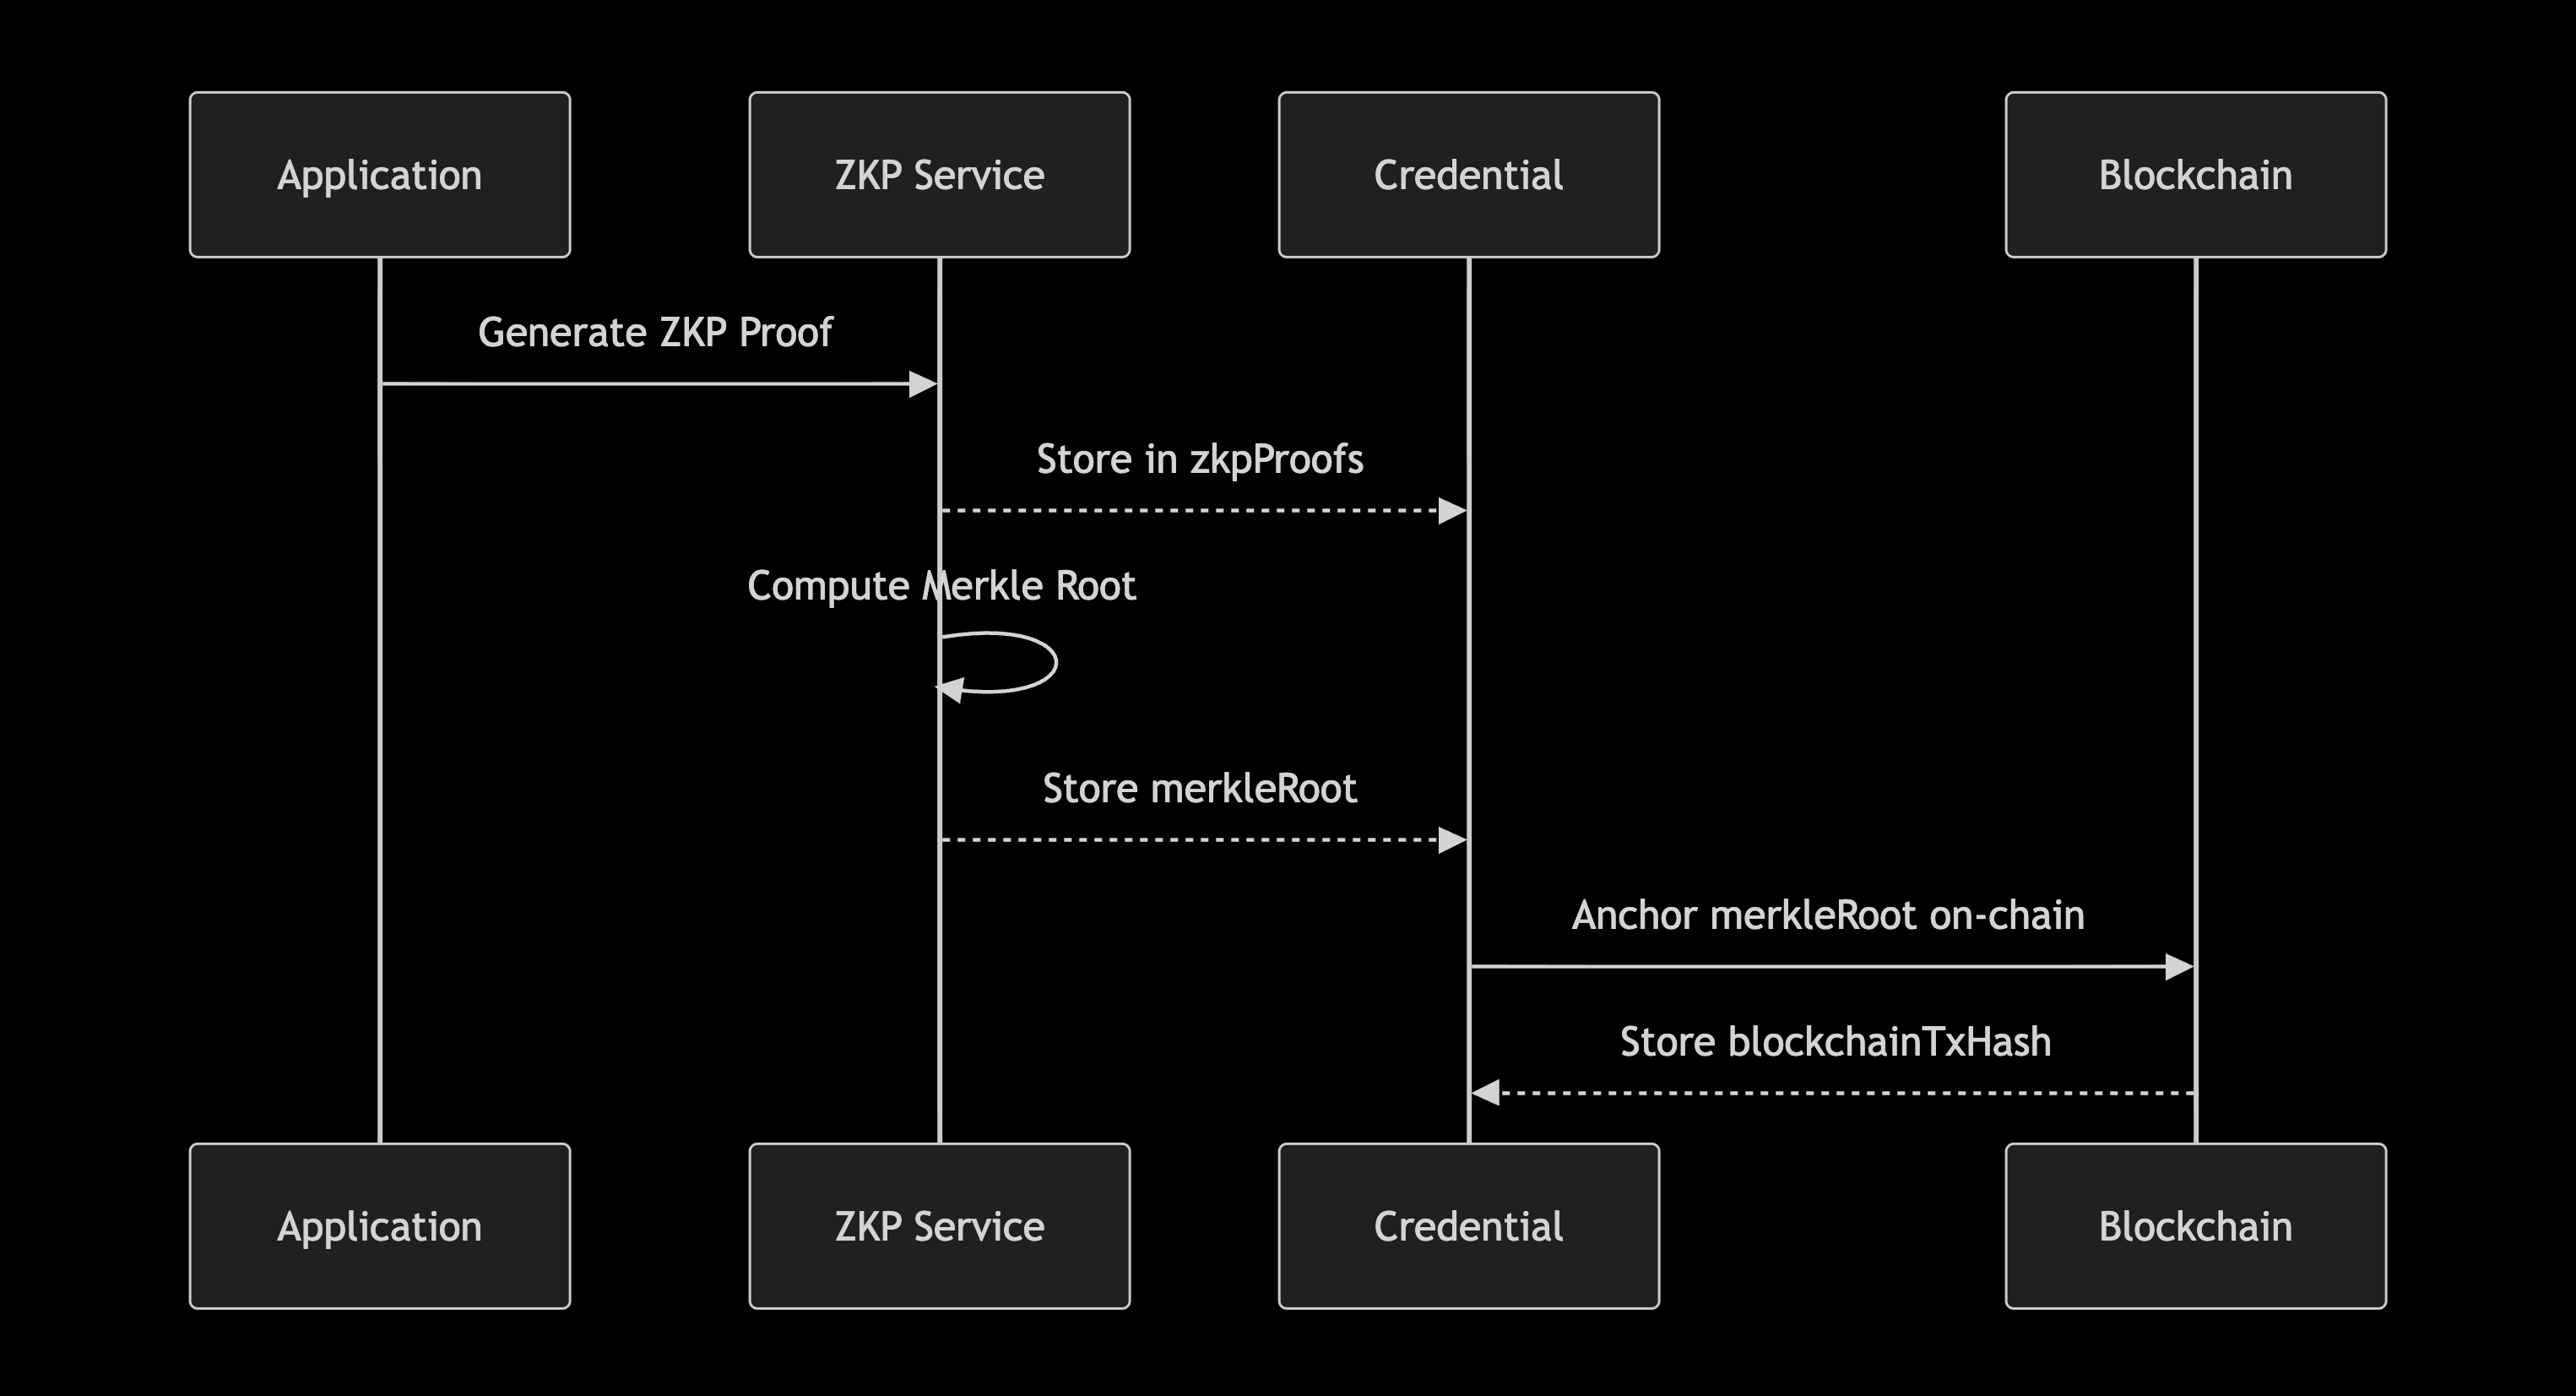 Application
ZKP Service
Credential
Blockchain
Generate ZKP Proof
Store in zkpProofs
Compute Merkle Root
Store merkleRoot
Anchor merkleRoot on-chain
Store blockchainTxHash
Application
ZKP Service
Credential
Blockchain